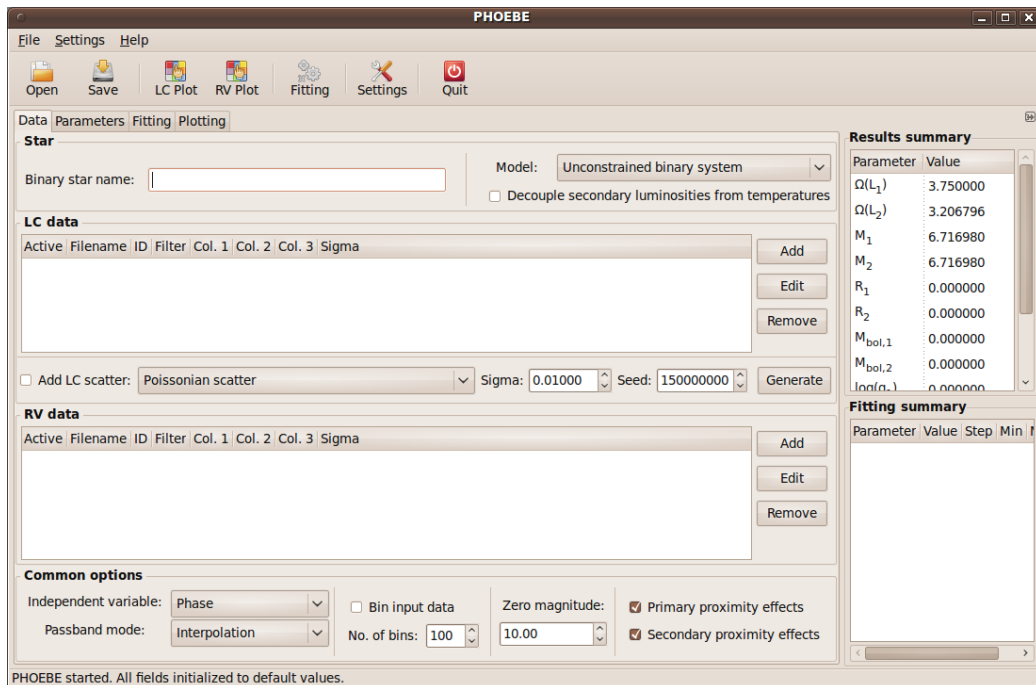 PHOEBE
File Settings Help
Open Save LC Plot RV Plot Fitting Settings Quit
Data Parameters Fitting Plotting
Star
Binary star name:
Model: Unconstrained binary system
Decouple secondary luminosities from temperatures
LC data
Active Filename ID Filter Col. 1 Col. 2 Col. 3 Sigma
Add
Edit
Remove
Add LC scatter: Poissonian scatter Sigma: 0.01000 Seed: 150000000 Generate
RV data
Active Filename ID Filter Col. 1 Col. 2 Col. 3 Sigma
Add
Edit
Remove
Common options
Independent variable: Phase
Passband mode: Interpolation
Bin input data
No. of bins: 100
Zero magnitude:
10.00
Primary proximity effects
Secondary proximity effects
Results summary
Parameter Value
Ω(L₁) 3.750000
Ω(L₂) 3.206796
M₁ 6.716980
M₂ 6.716980
R₁ 0.000000
R₂ 0.000000
Mbol,1 0.000000
Mbol,2 0.000000
0.000000
Fitting summary
Parameter Value Step Min
PHOEBE started. All fields initialized to default values.